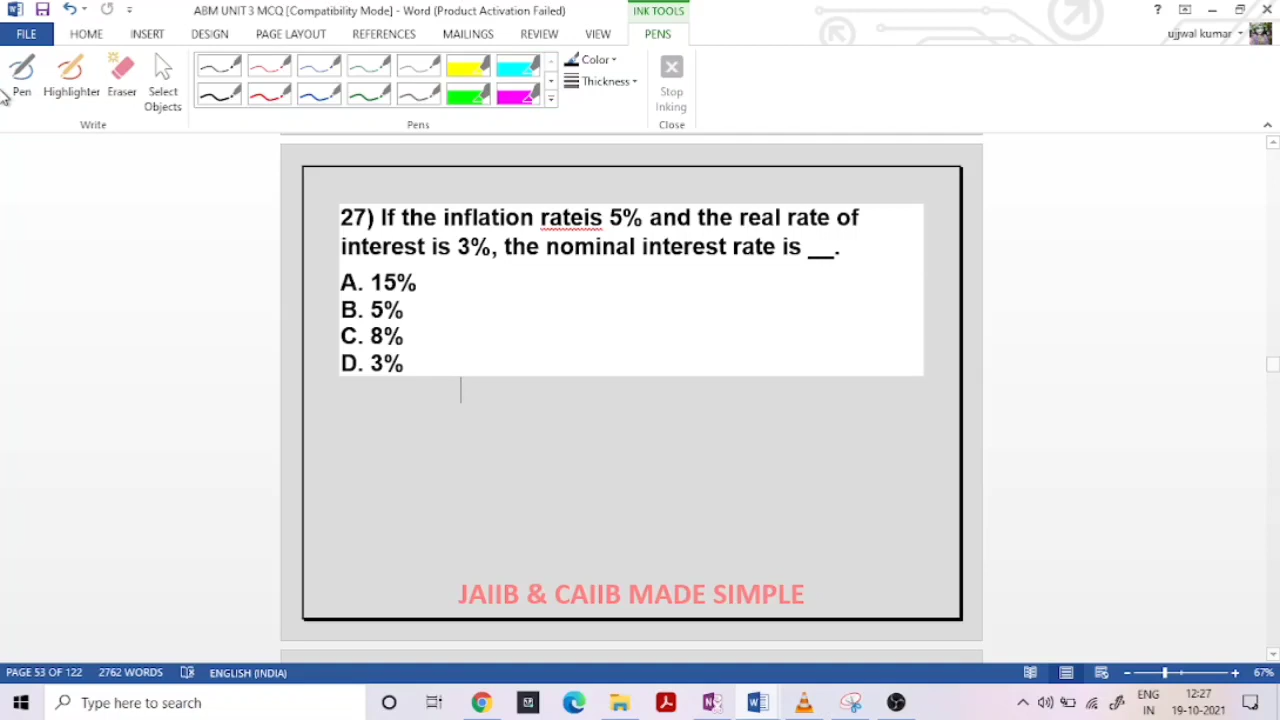 ABM UNIT 3 MCQ [Compatibility Mode] - Word (Product Activation Failed)
INK TOOLS
?
FILE
HOME
INSERT
DESIGN
PAGE LAYOUT
REFERENCES
MAILINGS
REVIEW
VIEW
PENS
ujjwal kumar
Pen
Highlighter
Eraser
Select Objects
Color
Thickness
Stop Inking
Write
Pens
Close
27) If the inflation rateis 5% and the real rate of
interest is 3%, the nominal interest rate is __.
A. 15%
B. 5%
C. 8%
D. 3%
JAIIB & CAIIB MADE SIMPLE
PAGE 53 OF 122
2762 WORDS
ENGLISH (INDIA)
67%
Type here to search
ENG
IN
12:27
19-10-2021